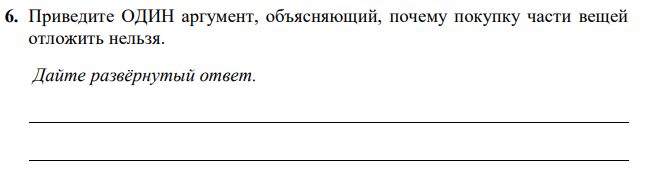 6. Приведите ОДИН аргумент, объясняющий, почему покупку части вещей
отложить нельзя.
Дайте развёрнутый ответ.